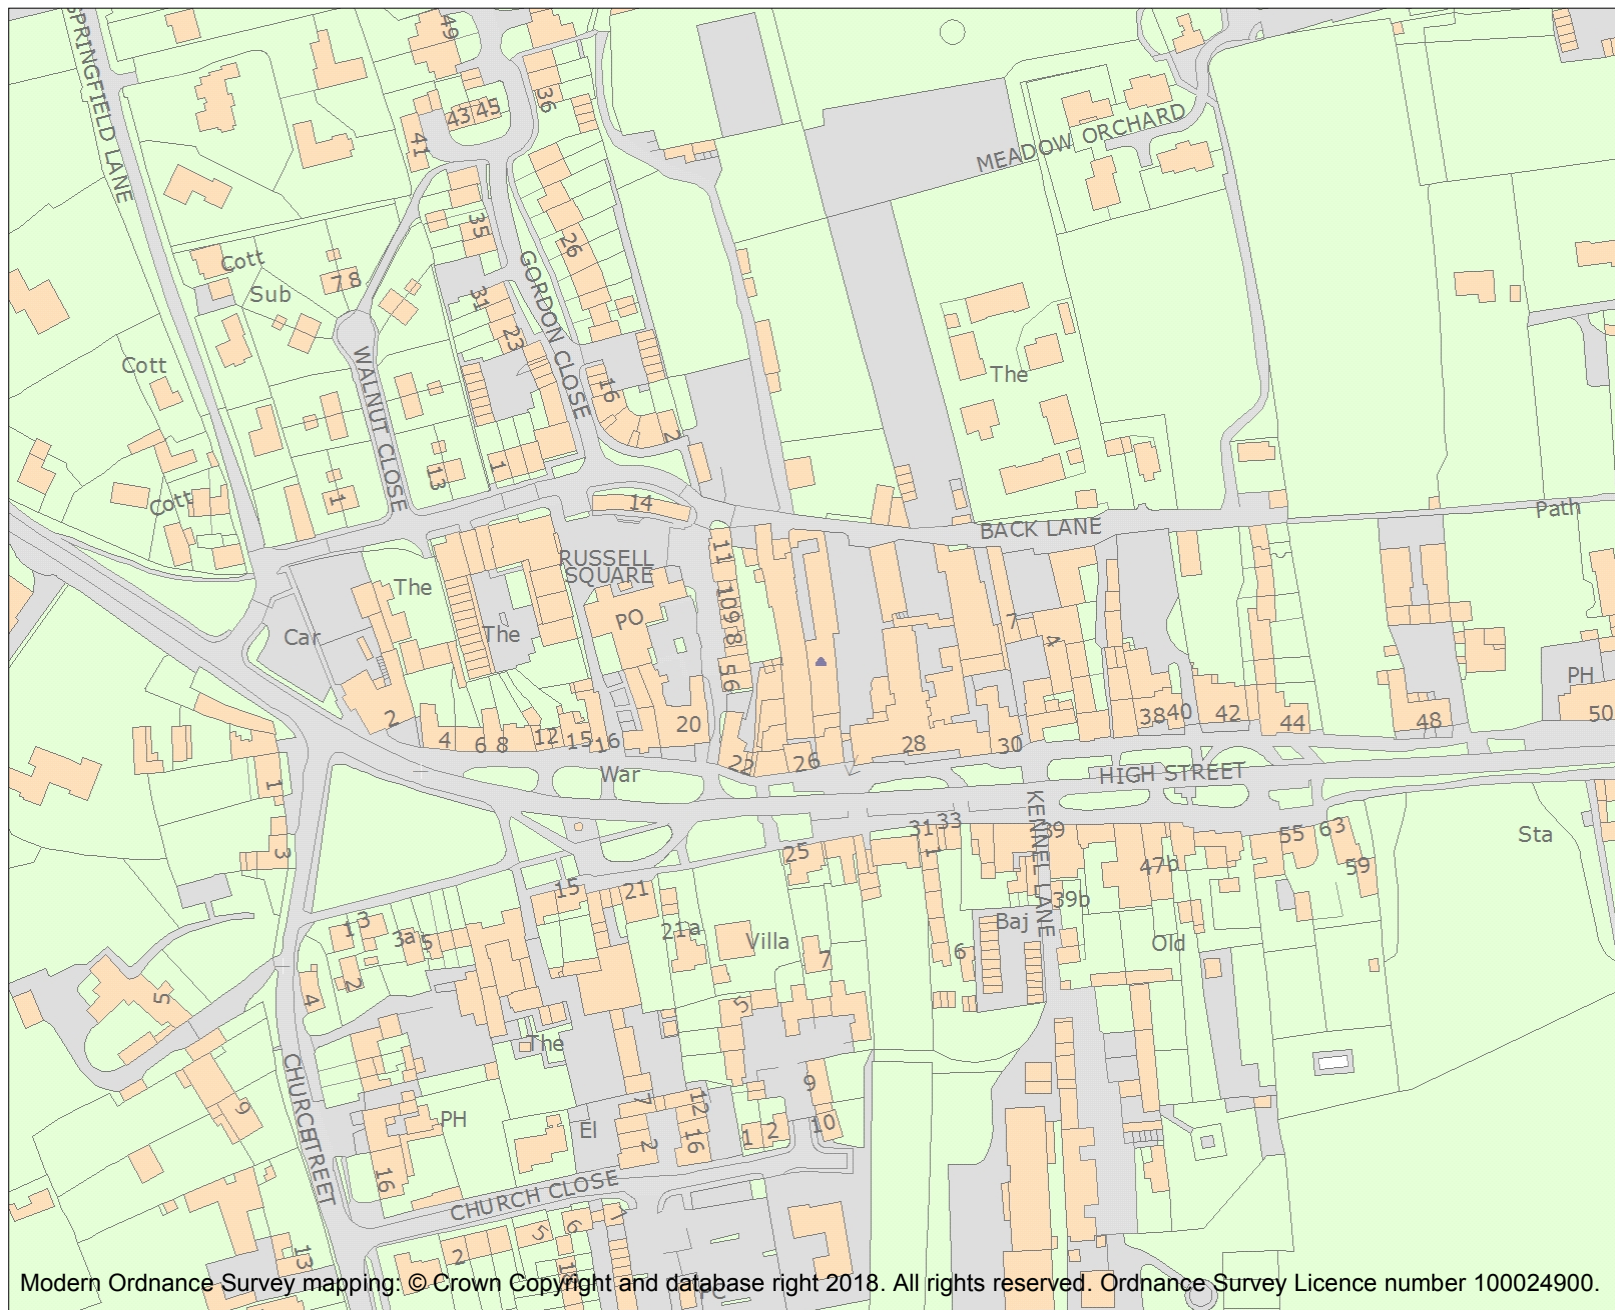 SPRINGFIELD LANE
49
36
43 45
41
MEADOW ORCHARD
35
26
Cott
Sub
7 8
GORDON CLOSE
31
23
Cott
WALNUT CLOSE
The
16
2
1
13
Cott
1
14
Path
BACK LANE
RUSSELL
SQUARE
11
The
10
9
8
PO
7
4
Car
The
5 6
PH
2
4
6
8
12
15
16
20
22
26
28
30
38
40
42
44
48
50
War
HIGH STREET
1
KENNEL LANE
31
33
39
25
1
55
63
Sta
3
47b
59
15
21
39b
1
3
3a
5
21a
Villa
Baj
Old
6
7
5
4
2
5
The
CHURCH STREET
9
9
7
12
PH
El
2
16
1
2
10
16
CHURCH CLOSE
2
5
6
7
13
Modern Ordnance Survey mapping: © Crown Copyright and database right 2018. All rights reserved. Ordnance Survey Licence number 100024900.